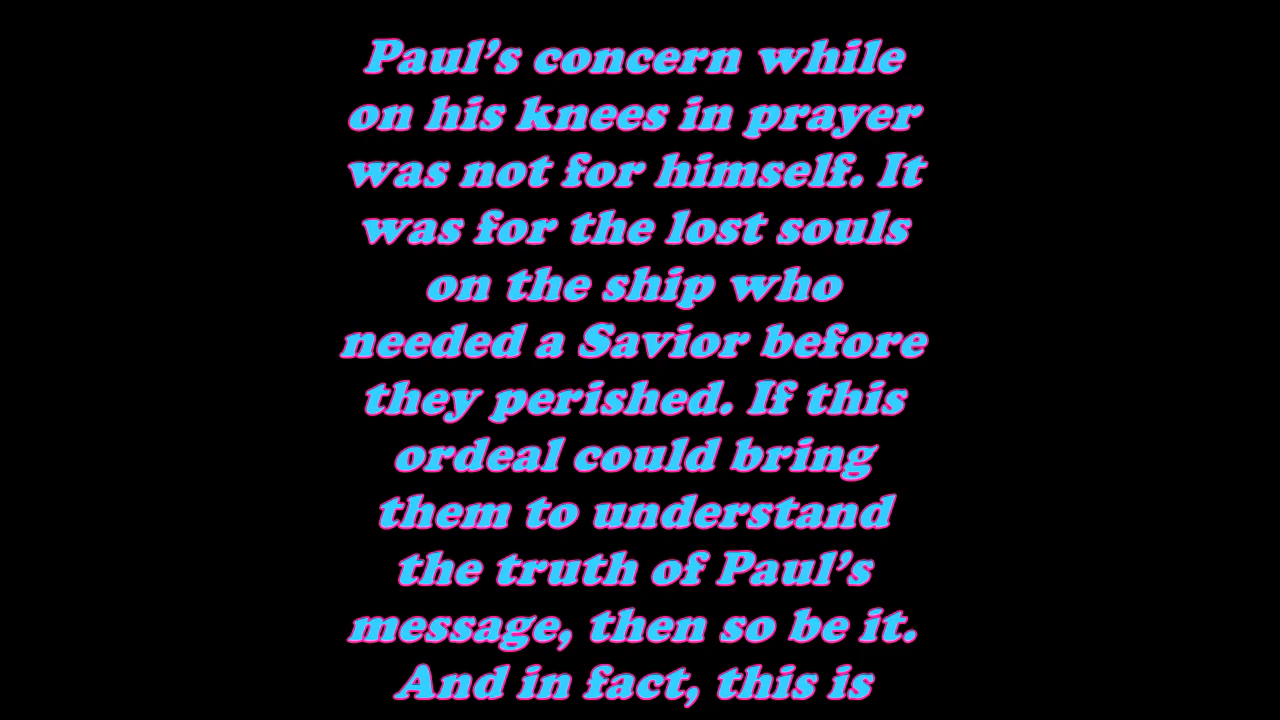 Paul’s concern while
on his knees in prayer
was not for himself. It
was for the lost souls
on the ship who
needed a Savior before
they perished. If this
ordeal could bring
them to understand
the truth of Paul’s
message, then so be it.
And in fact, this is